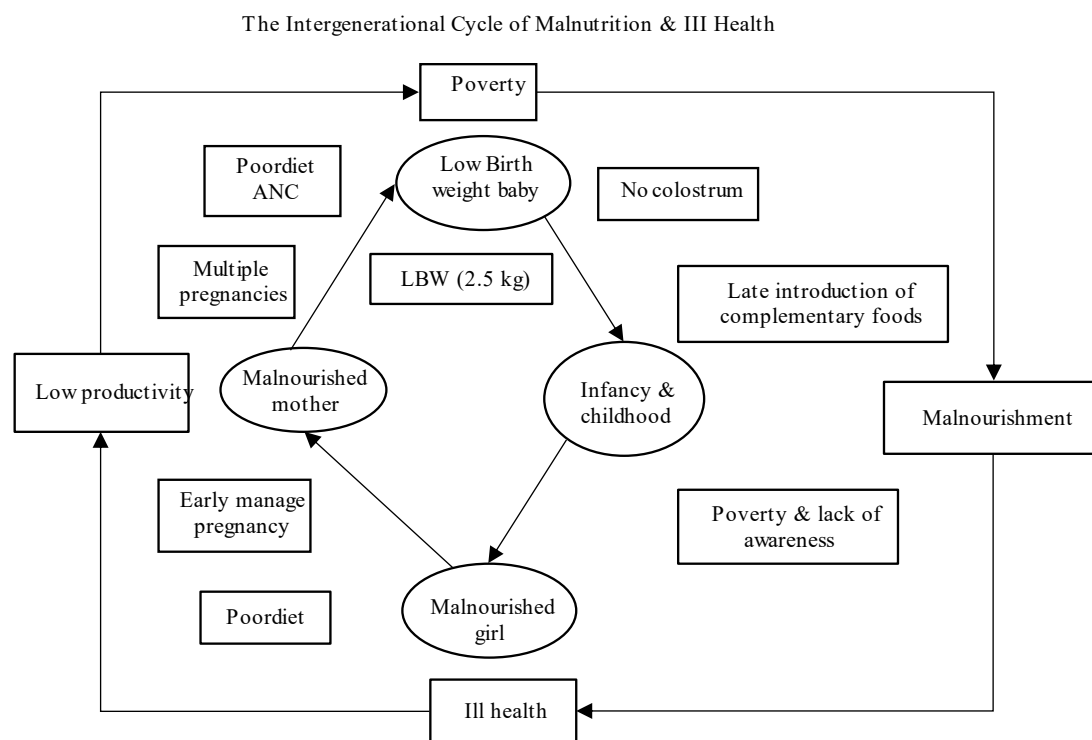 The Intergenerational Cycle of Malnutrition & III Health
Poverty
Poordiet
ANC
Low Birth
weight baby
No colostrum
Multiple
pregnancies
LBW (2.5 kg)
Late introduction of
complementary foods
Low productivity
Malnourished
mother
Infancy &
childhood
Malnourishment
Early manage
pregnancy
Poverty & lack of
awareness
Poordiet
Malnourished
girl
Ill health